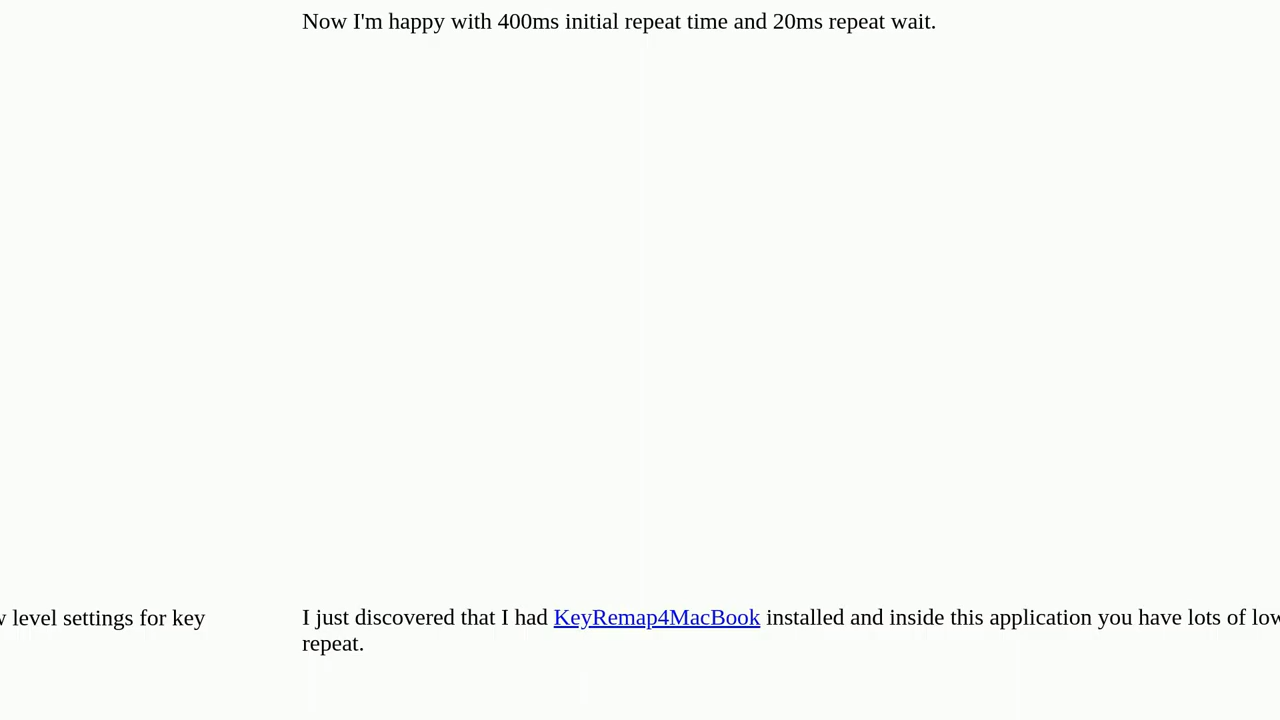 Now I'm happy with 400ms initial repeat time and 20ms repeat wait.
level settings for key
I just discovered that I had KeyRemap4MacBook installed and inside this application you have lots of low
repeat.